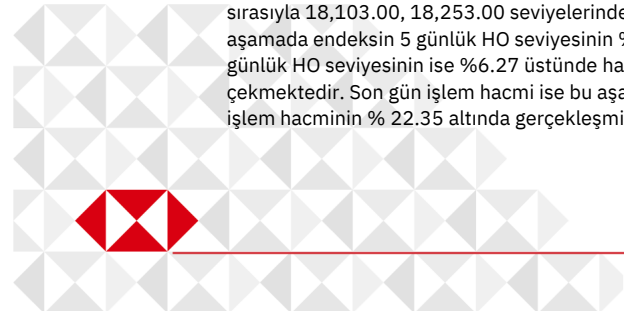 sırasıyla 18,103.00, 18,253.00 seviyelerinde
aşamada endeksin 5 günlük HO seviyesinin %
günlük HO seviyesinin ise %6.27 üstünde ha
çekmektedir. Son gün işlem hacmi ise bu aşa
işlem hacminin % 22.35 altında gerçekleşmi